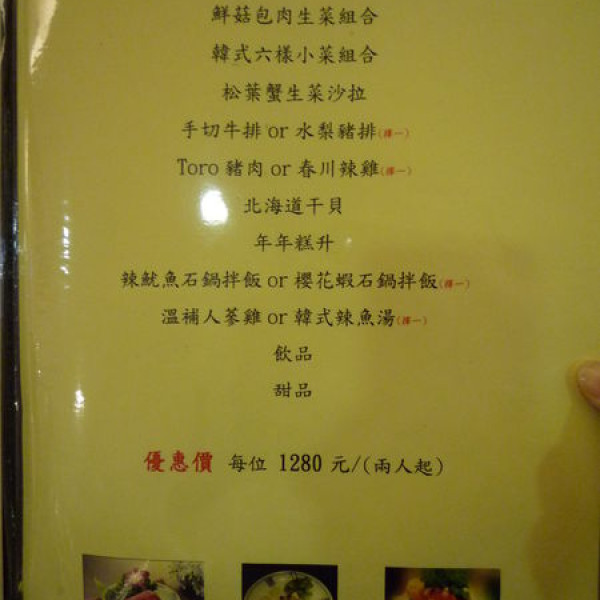 鮮菇包肉生菜組合
韓式六樣小菜組合
松葉蟹生菜沙拉
手切牛排 or 水梨豬排(擇一)
Toro 豬肉 or 春川辣雞(擇一)
北海道干貝
年年糕升
辣魷魚石鍋拌飯 or 櫻花蝦石鍋拌飯(擇一)
溫補人蔘雞 or 韓式辣魚湯(擇一)
飲品
甜品
優惠價 每位 1280 元/(兩人起)